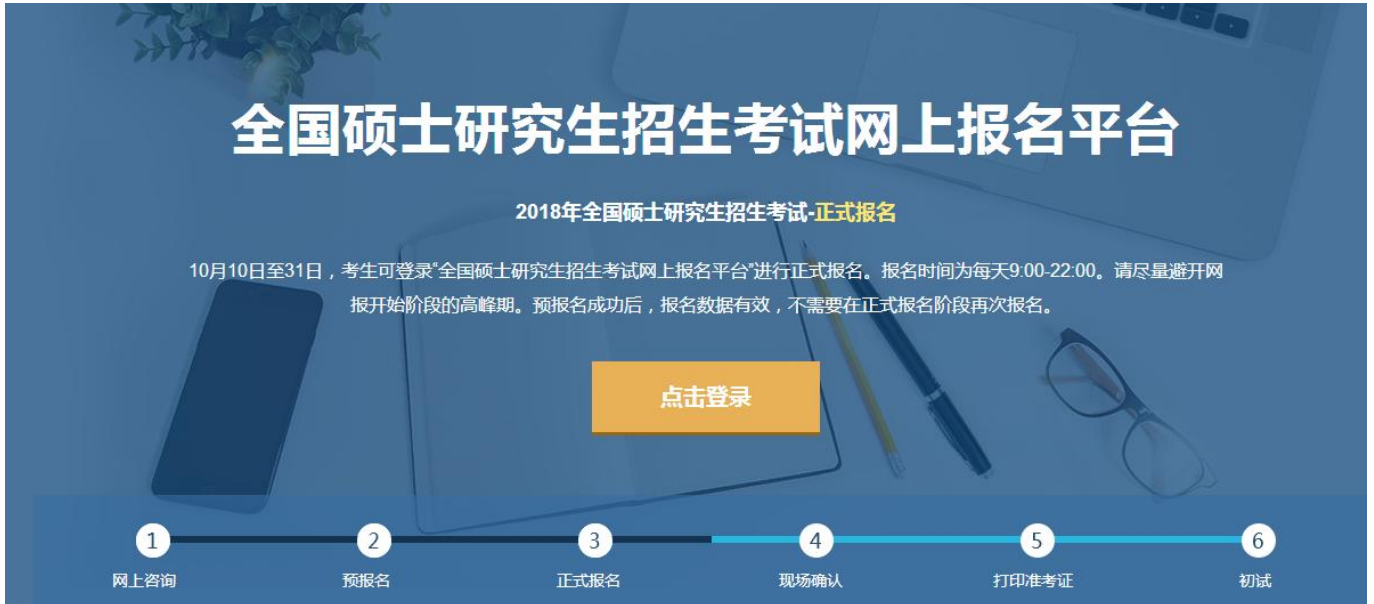 全国硕士研究生招生考试网上报名平台
2018年全国硕士研究生招生考试-正式报名
10月10日至31日，考生可登录"全国硕士研究生招生考试网上报名平台"进行正式报名。报名时间为每天9:00-22:00。请尽量避开网
报开始阶段的高峰期。预报名成功后，报名数据有效，不需要在正式报名阶段再次报名。
点击登录
1 2 3 4 5 6
网上咨询 预报名 正式报名 现场确认 打印准考证 初试